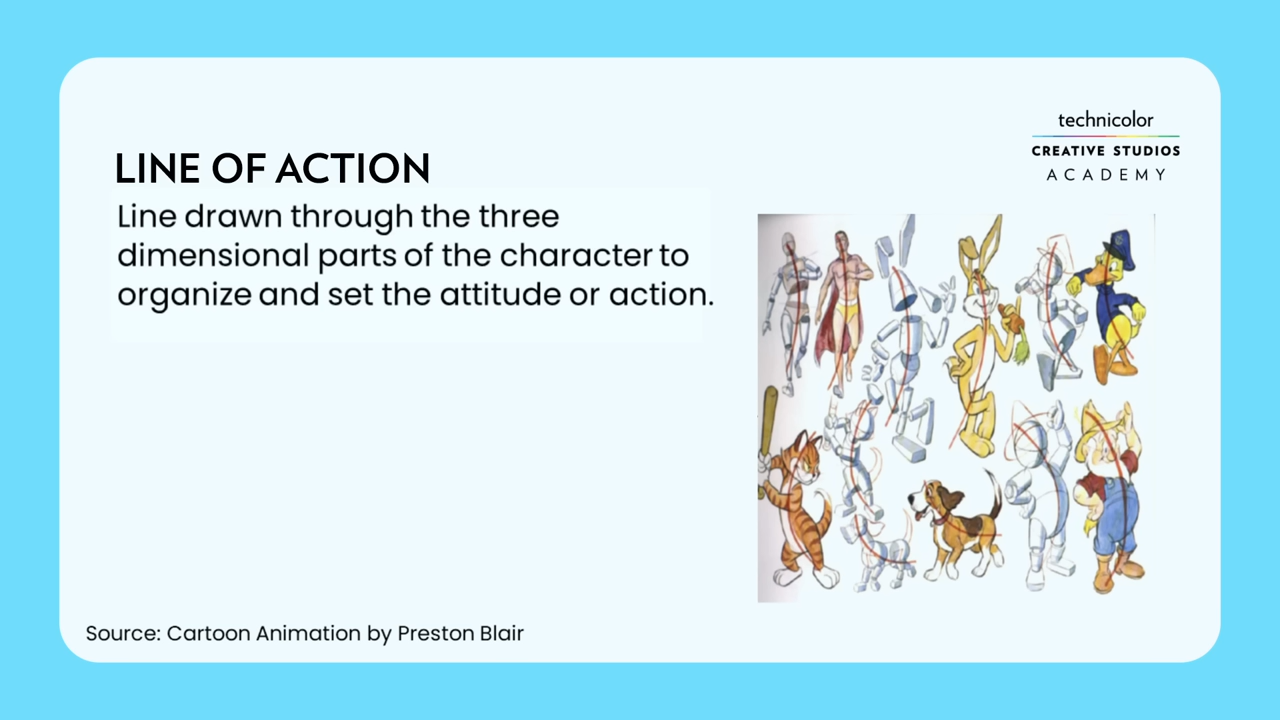 technicolor
CREATIVE STUDIOS
ACADEMY
LINE OF ACTION
Line drawn through the three
dimensional parts of the character to
organize and set the attitude or action.
Source: Cartoon Animation by Preston Blair